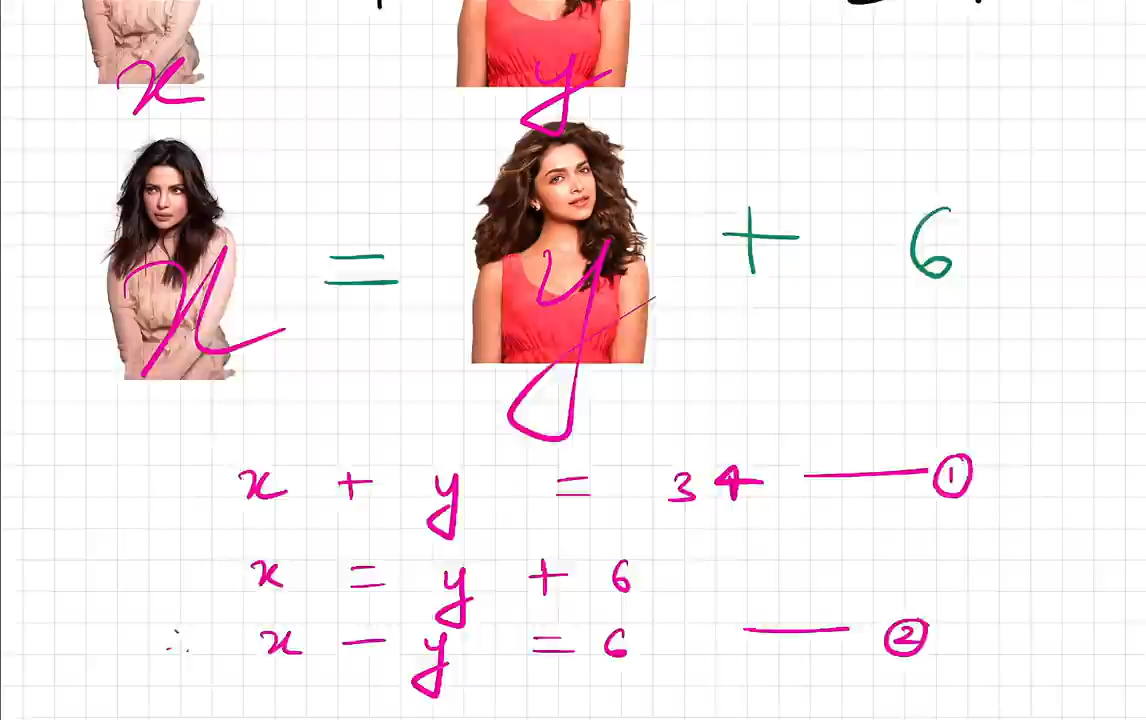 x y
x = y + 6
x + y = 34 — ①
x = y + 6
∴ x - y = 6 — ②